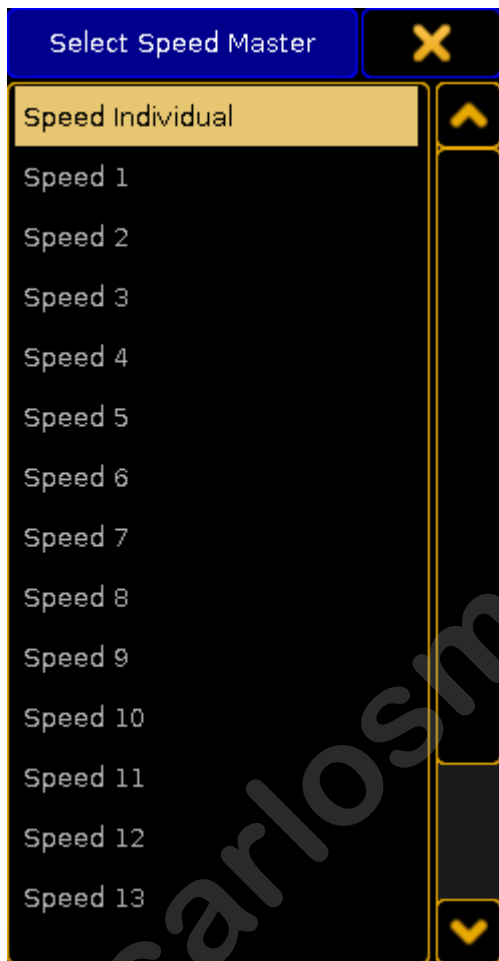 Select Speed Master
Speed Individual
Speed 1
Speed 2
Speed 3
Speed 4
Speed 5
Speed 6
Speed 7
Speed 8
Speed 9
Speed 10
Speed 11
Speed 12
Speed 13
carlosm